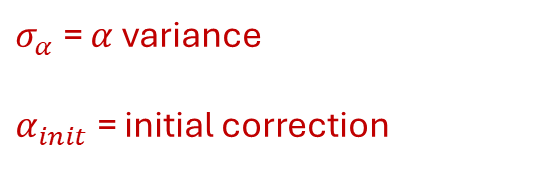 σ_α = α variance
α_init = initial correction